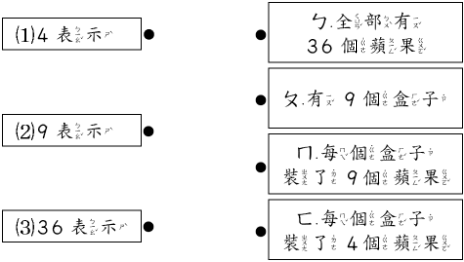 (1)4 表示
ㄅ.全部有
36 個蘋果
ㄆ.有 9 個盒子
(2)9 表示
ㄇ.每個盒子
裝了 9 個蘋果
(3)36 表示
ㄈ.每個盒子
裝了 4 個蘋果